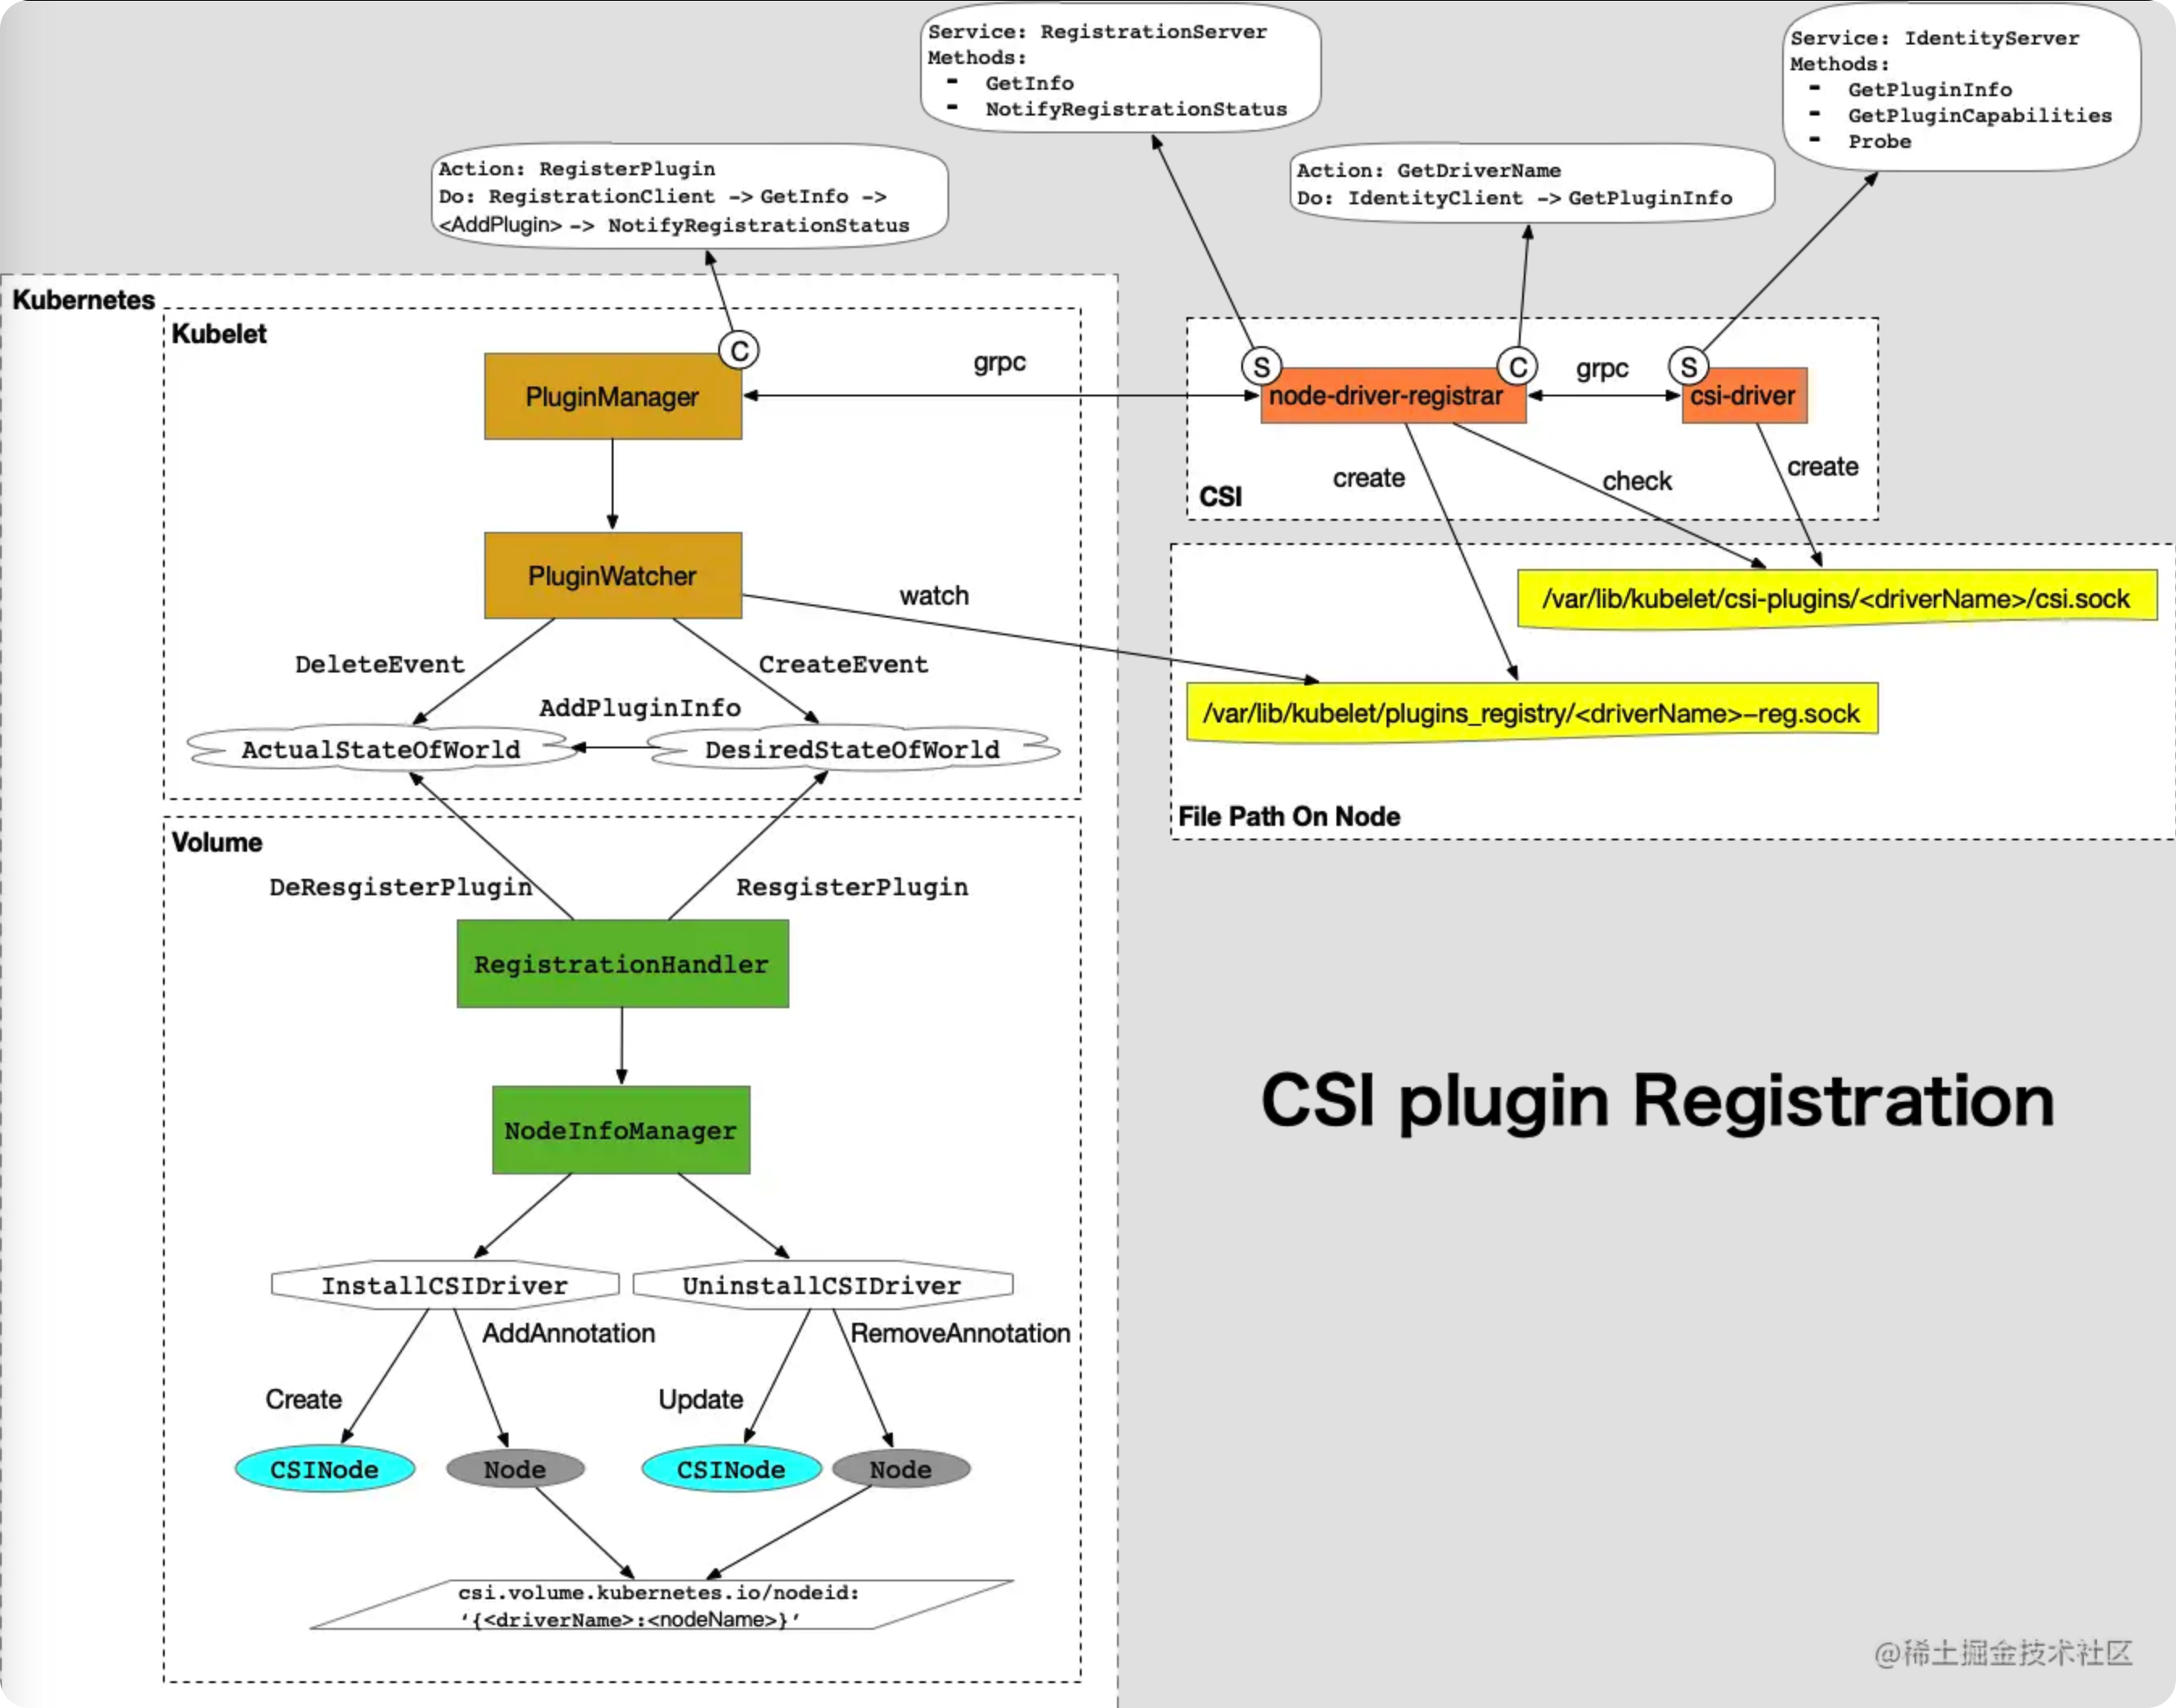 Service: RegistrationServer
Methods:
- GetInfo
- NotifyRegistrationStatus
Service: IdentityServer
Methods:
- GetPluginInfo
- GetPluginCapabilities
- Probe
Action: RegisterPlugin
Do: RegistrationClient -> GetInfo ->
<AddPlugin> -> NotifyRegistrationStatus
Action: GetDriverName
Do: IdentityClient -> GetPluginInfo
Kubernetes
Kubelet
C
PluginManager
grpc
S
node-driver-registrar
C
grpc
S
csi-driver
create
check
create
CSI
PluginWatcher
watch
/var/lib/kubelet/csi-plugins/<driverName>/csi.sock
DeleteEvent
CreateEvent
AddPluginInfo
/var/lib/kubelet/plugins_registry/<driverName>-reg.sock
ActualStateOfWorld
DesiredStateOfWorld
File Path On Node
Volume
DeResgisterPlugin
ResgisterPlugin
RegistrationHandler
NodeInfoManager
CSI plugin Registration
InstallCSIDriver
UninstallCSIDriver
AddAnnotation
RemoveAnnotation
Create
Update
CSINode
Node
CSINode
Node
csi.volume.kubernetes.io/nodeid:
‘{<driverName>:<nodeName>}’
@稀土掘金技术社区